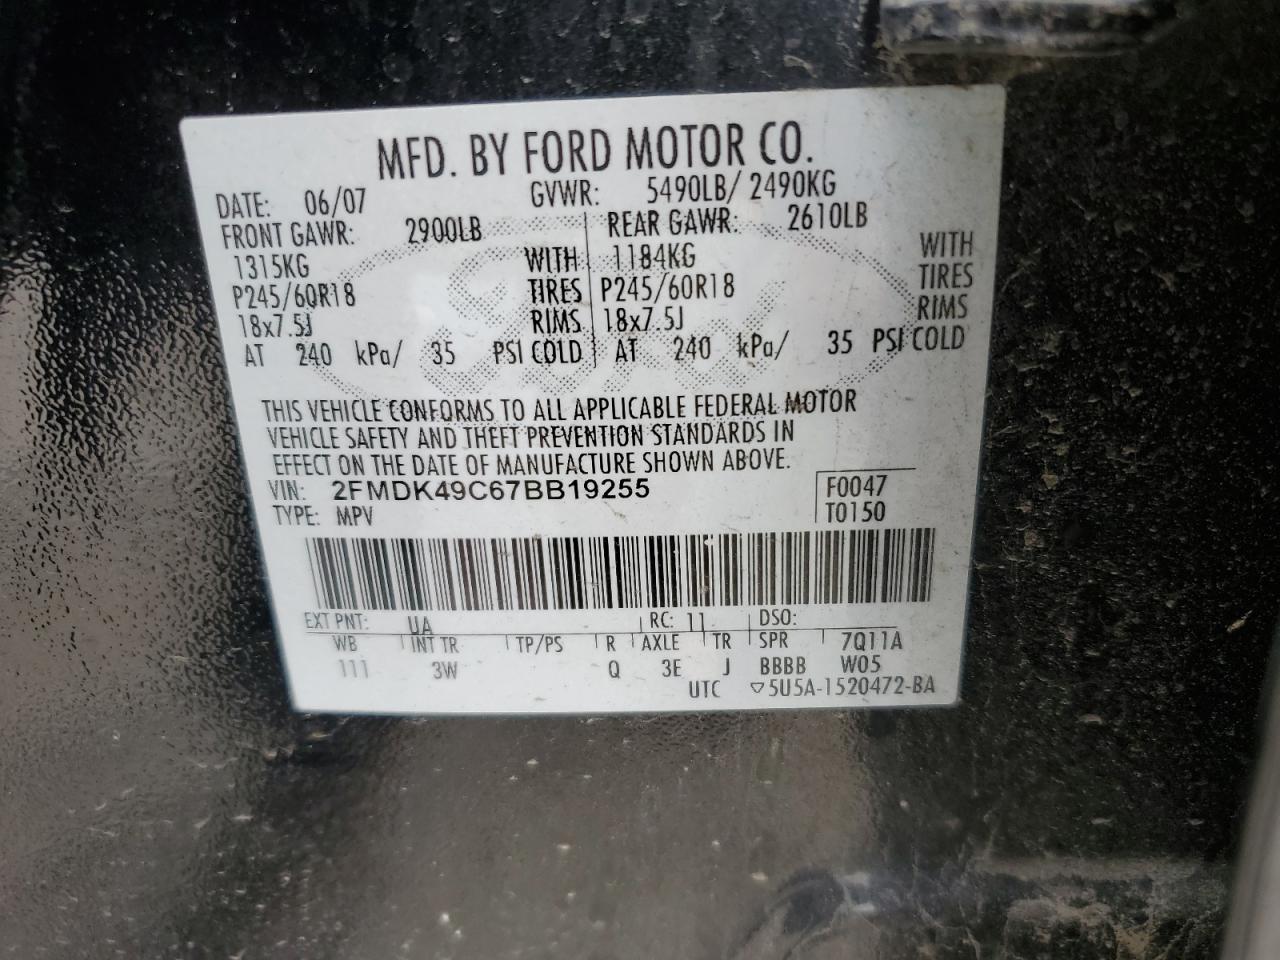 MFD. BY FORD MOTOR CO.
DATE: 06/07 GVWR: 5490LB/ 2490KG
FRONT GAWR: 2900LB REAR GAWR: 2610LB
1315KG WITH 1184KG WITH
P245/60R18 TIRES P245/60R18 TIRES
18x7.5J RIMS 18x7.5J RIMS
AT 240 kPa/ 35 PSI COLD AT 240 kPa/ 35 PSI COLD
THIS VEHICLE CONFORMS TO ALL APPLICABLE FEDERAL MOTOR
VEHICLE SAFETY AND THEFT PREVENTION STANDARDS IN
EFFECT ON THE DATE OF MANUFACTURE SHOWN ABOVE.
VIN: 2FMDK49C67BB19255 F0047
TYPE: MPV T0150
EXT PNT: UA RC: 11 DSO:
WB INT TR TP/PS R AXLE TR SPR 7Q11A
111 3W Q 3E J BBBB W05
UTC ▽5U5A-1520472-BA
Ford